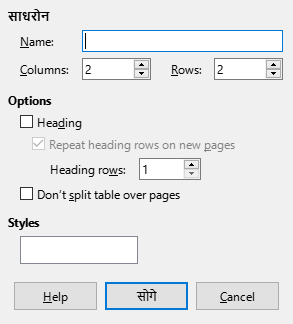 साधरोन
Name:
Columns: 2 Rows: 2
Options
Heading
Repeat heading rows on new pages
Heading rows: 1
Don't split table over pages
Styles
Help सोगे Cancel